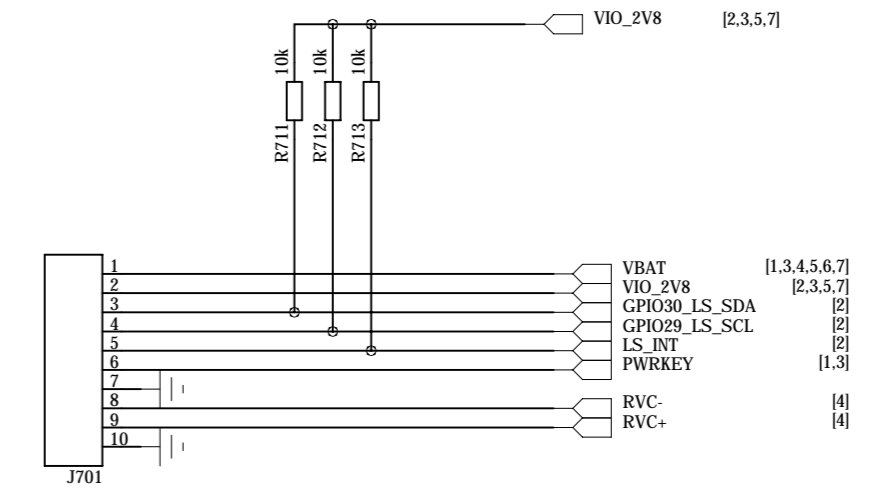 VIO_2V8 [2,3,5,7]
10k 10k 10k
R711 R712 R713
1 VBAT [1,3,4,5,6,7]
2 VIO_2V8 [2,3,5,7]
3 GPIO30_LS_SDA [2]
4 GPIO29_LS_SCL [2]
5 LS_INT [2]
6 PWRKEY [1,3]
7
8 RVC- [4]
9 RVC+ [4]
10
J701